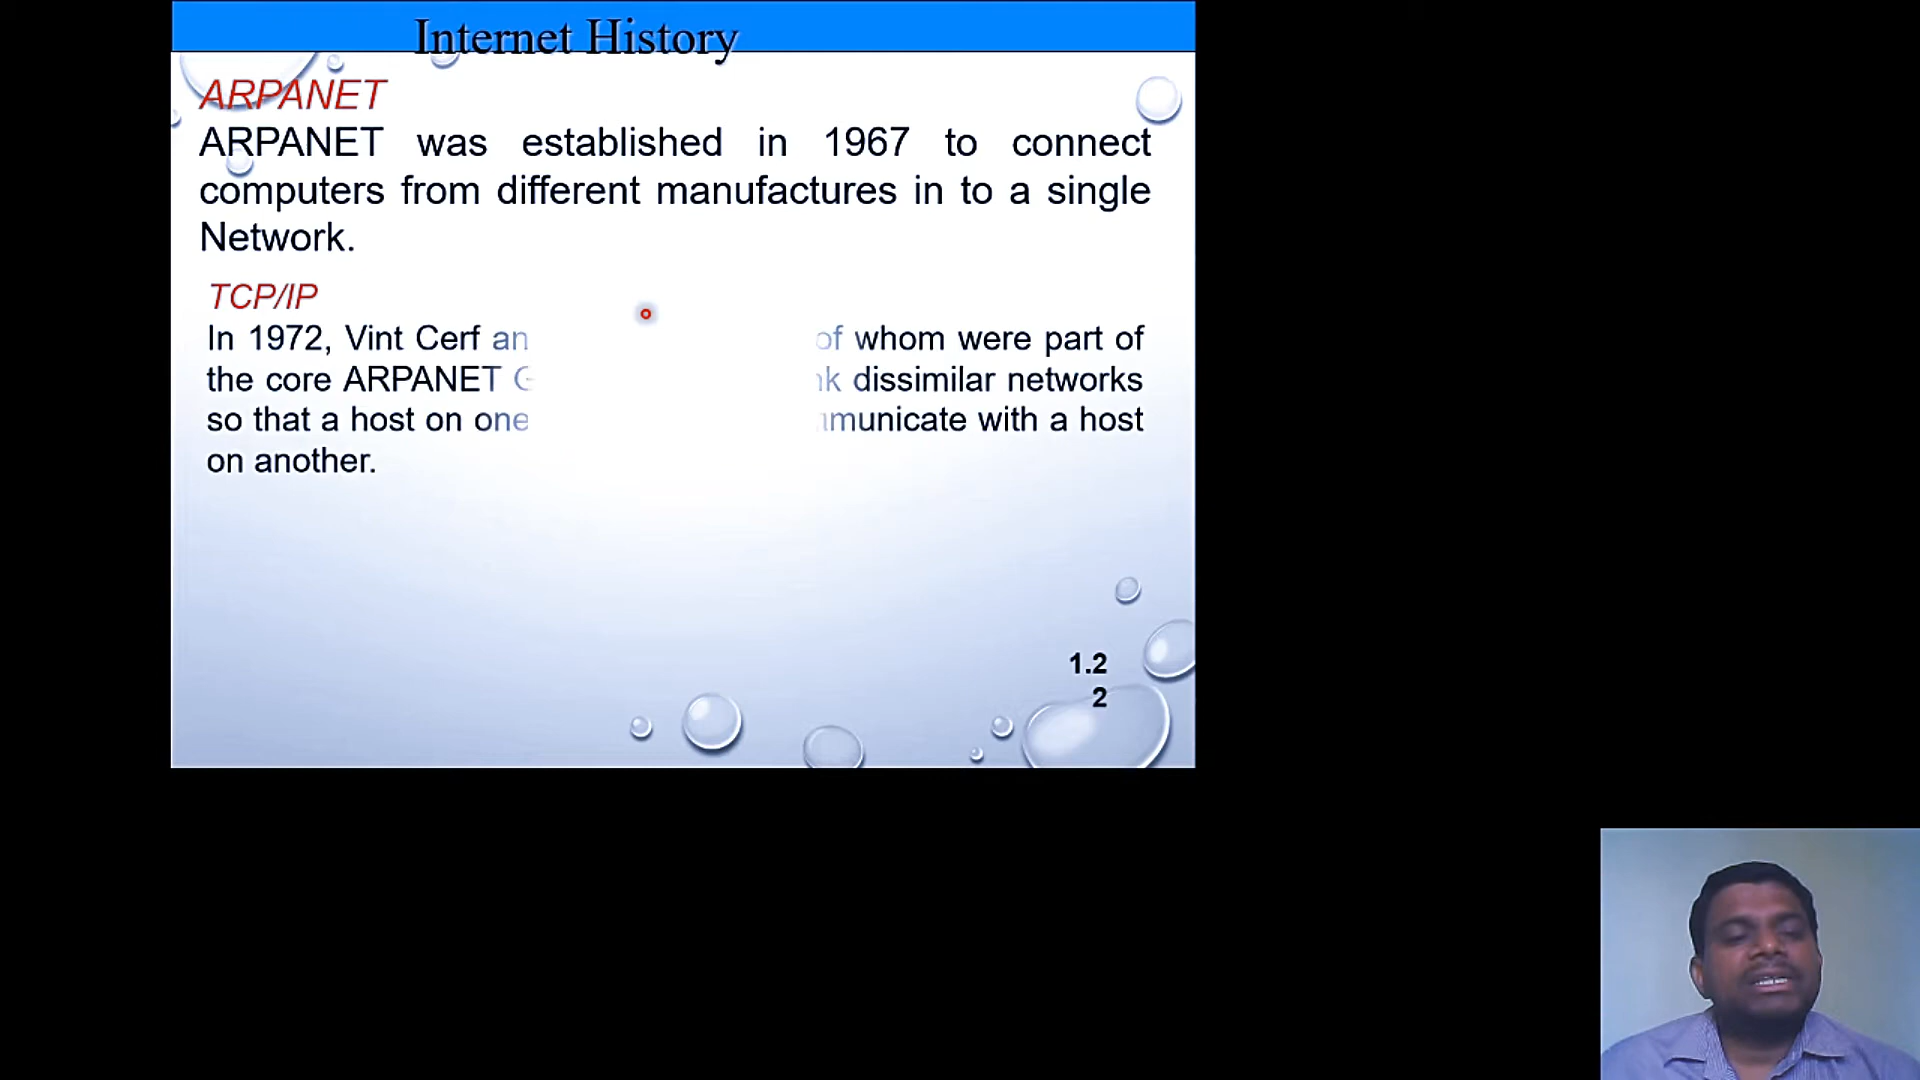 Internet History
ARPANET
ARPANET was established in 1967 to connect
computers from different manufactures in to a single
Network.
TCP/IP
In 1972, Vint Cerf an of whom were part of
the core ARPANET G dissimilar networks
so that a host on one municate with a host
on another.
1.2
2